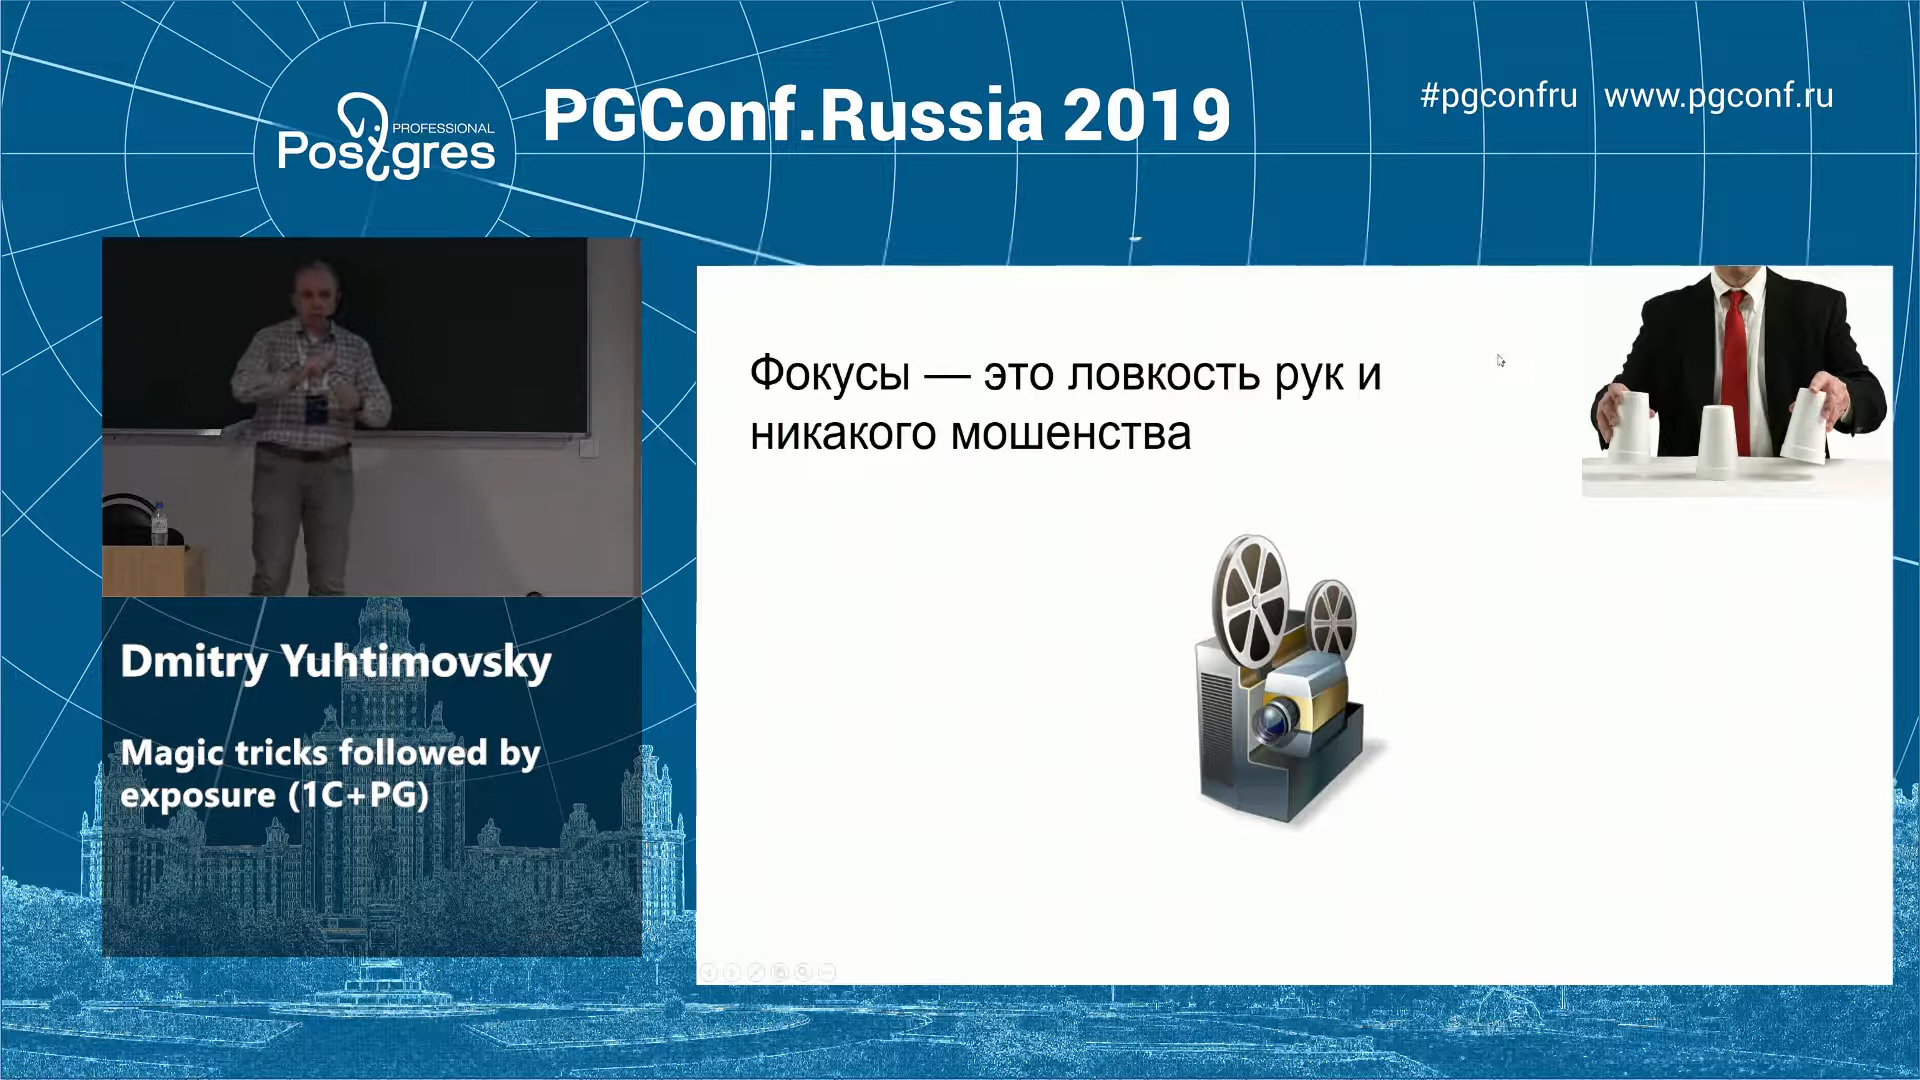 Postgres
PROFESSIONAL
PGConf.Russia 2019
#pgconfru www.pgconf.ru
Фокусы — это ловкость рук и
никакого мошенства
Dmitry Yuhtimovsky
Magic tricks followed by
exposure (1C+PG)